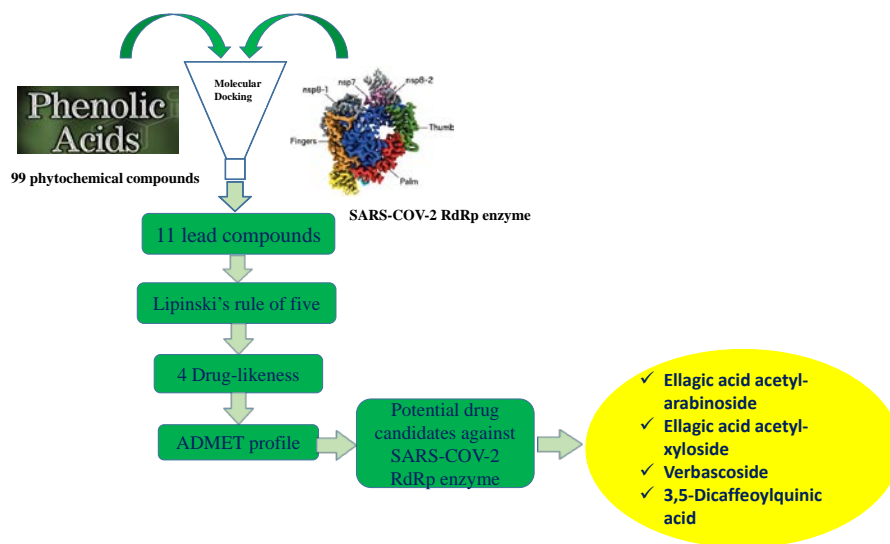 Molecular
Docking
Phenolic
Acids
99 phytochemical compounds
nsp8-1
nsp7
nsp8-2
Fingers
Thumb
Palm
SARS-COV-2 RdRp enzyme
11 lead compounds
Lipinski's rule of five
4 Drug-likeness
ADMET profile
Potential drug
candidates against
SARS-COV-2
RdRp enzyme
✓ Ellagic acid acetyl-
arabinoside
✓ Ellagic acid acetyl-
xyloside
✓ Verbascoside
✓ 3,5-Dicaffeoylquinic
acid